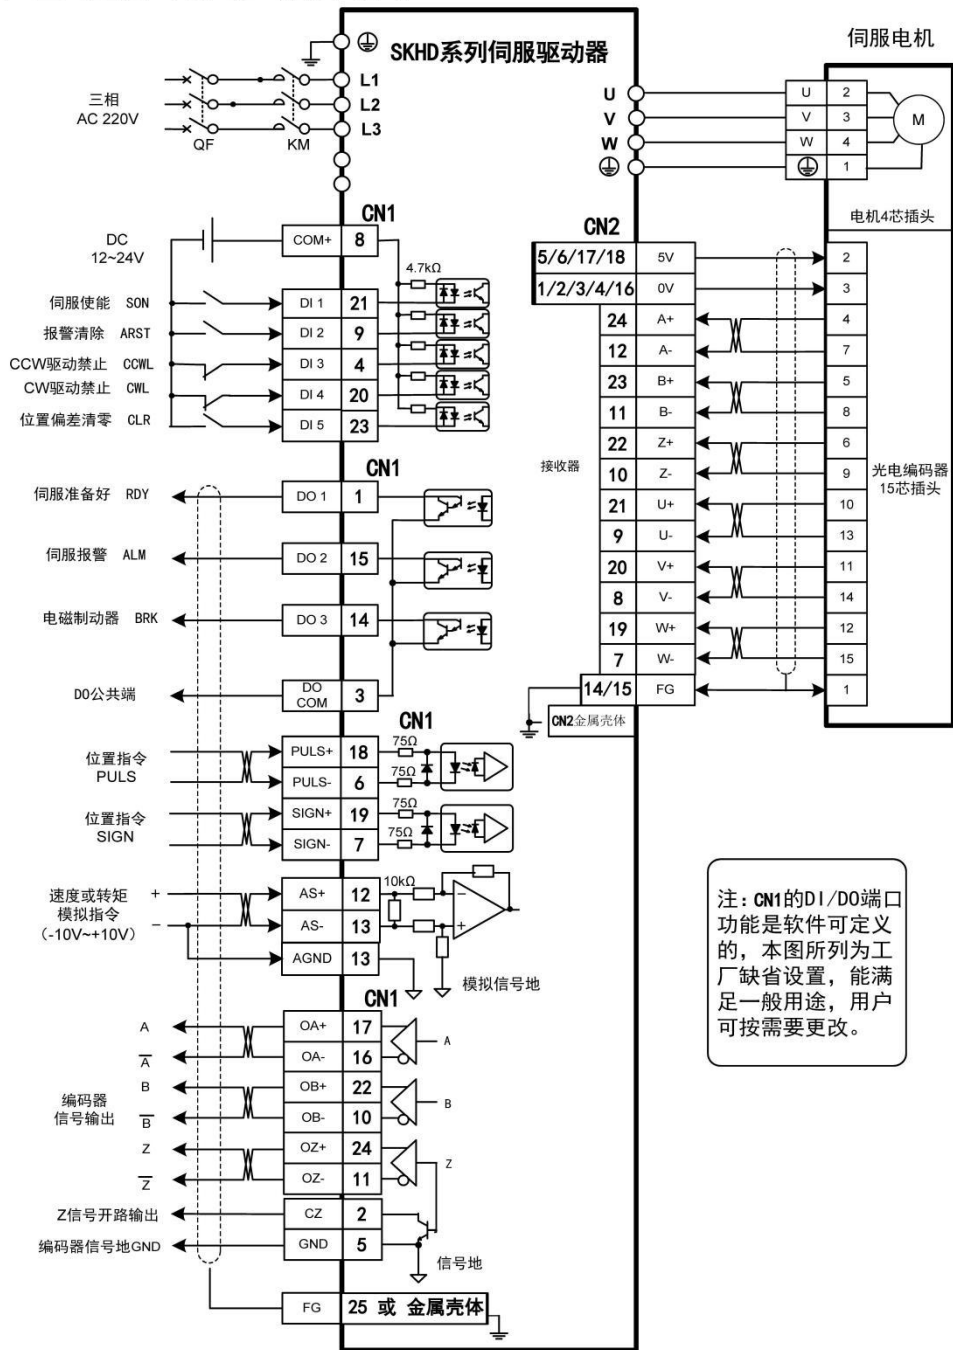 SKHD系列伺服驱动器
伺服电机
L1
L2
L3
三相
AC 220V
QF
KM
U
V
W
U
V
W
2
3
4
1
M
电机4芯插头
CN1
DC
12~24V
COM+ 8
4.7kΩ
伺服使能 SON DI 1 21
报警清除 ARST DI 2 9
CCW驱动禁止 CCWL DI 3 4
CW驱动禁止 CWL DI 4 20
位置偏差清零 CLR DI 5 23
CN1
伺服准备好 RDY DO 1 1
伺服报警 ALM DO 2 15
电磁制动器 BRK DO 3 14
DO公共端
DO
COM
3
CN1
位置指令
PULS
PULS+ 18 75Ω
PULS- 6 75Ω
位置指令
SIGN
SIGN+ 19 75Ω
SIGN- 7 75Ω
速度或转矩
模拟指令
(-10V~+10V)
+
−
AS+ 12 10kΩ
AS- 13
AGND 13
− +
模拟信号地
CN1
编码器
信号输出
A OA+ 17 A
A OA- 16
B OB+ 22 B
B OB- 10
Z OZ+ 24 Z
Z OZ- 11
Z信号开路输出 CZ 2
编码器信号地GND GND 5
信号地
FG 25 或 金属壳体
CN2
5/6/17/18 5V 2
1/2/3/4/16 0V 3
24 A+ 4
12 A- 7
23 B+ 5
11 B- 8
22 Z+ 6
10 Z- 9
21 U+ 10
9 U- 13
20 V+ 11
8 V- 14
19 W+ 12
7 W- 15
14/15 FG 1
接收器
CN2金属壳体
光电编码器
15芯插头
注：CN1的DI/DO端口
功能是软件可定义
的，本图所列为工
厂缺省设置，能满
足一般用途，用户
可按需要更改。